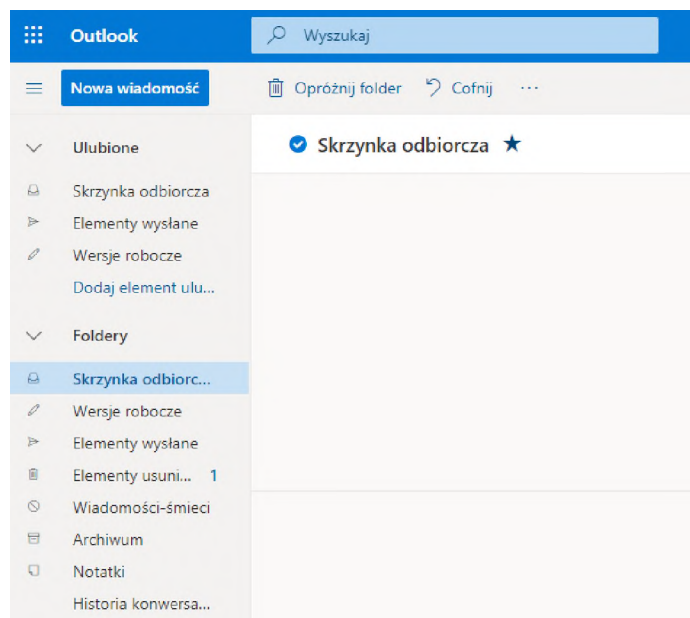 Outlook
Wyszukaj
Nowa wiadomość
Opróżnij folder
Cofnij
...
Ulubione
Skrzynka odbiorcza
Skrzynka odbiorcza
Elementy wysłane
Wersje robocze
Dodaj element ulu...
Foldery
Skrzynka odbiorc...
Wersje robocze
Elementy wysłane
Elementy usuni... 1
Wiadomości-śmieci
Archiwum
Notatki
Historia konwersa...